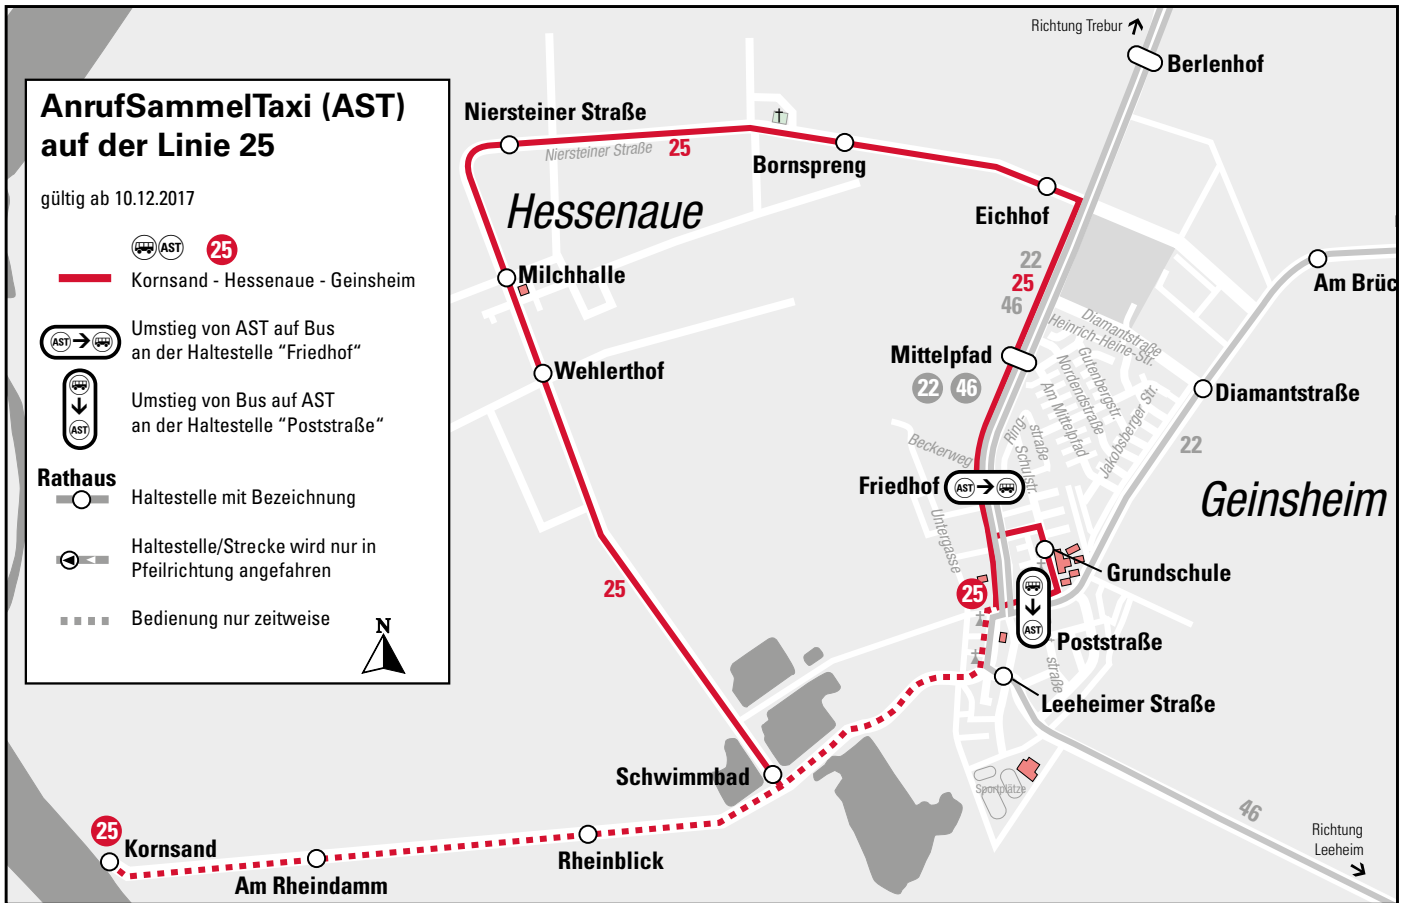 AnrufSammelTaxi (AST)
auf der Linie 25
gültig ab 10.12.2017
AST 25
Kornsand - Hessenaue - Geinsheim
AST
Umstieg von AST auf Bus
an der Haltestelle “Friedhof“
AST
Umstieg von Bus auf AST
an der Haltestelle “Poststraße“
Rathaus
Haltestelle mit Bezeichnung
Haltestelle/Strecke wird nur in
Pfeilrichtung angefahren
Bedienung nur zeitweise
N
Richtung Trebur
Berlenhof
Niersteiner Straße
Niersteiner Straße
25
Bornspreng
Hessenaue
Eichhof
22
25
46
Am Brüc
Milchhalle
Diamantstraße
Heinrich-Heine-Str.
Gutenbergstr.
Nordendstraße
Am Mittelpfad
Jakobsberger Str.
Mittelpfad
22 46
Wehlerthof
Diamantstraße
22
Ring-
straße
Schulstr.
Beckerweg
Friedhof
AST
Geinsheim
Untergasse
Grundschule
25
25
AST
Poststraße
straße
Leeheimer Straße
Schwimmbad
Sportplätze
46
Richtung
Leeheim
25
Kornsand
Am Rheindamm
Rheinblick